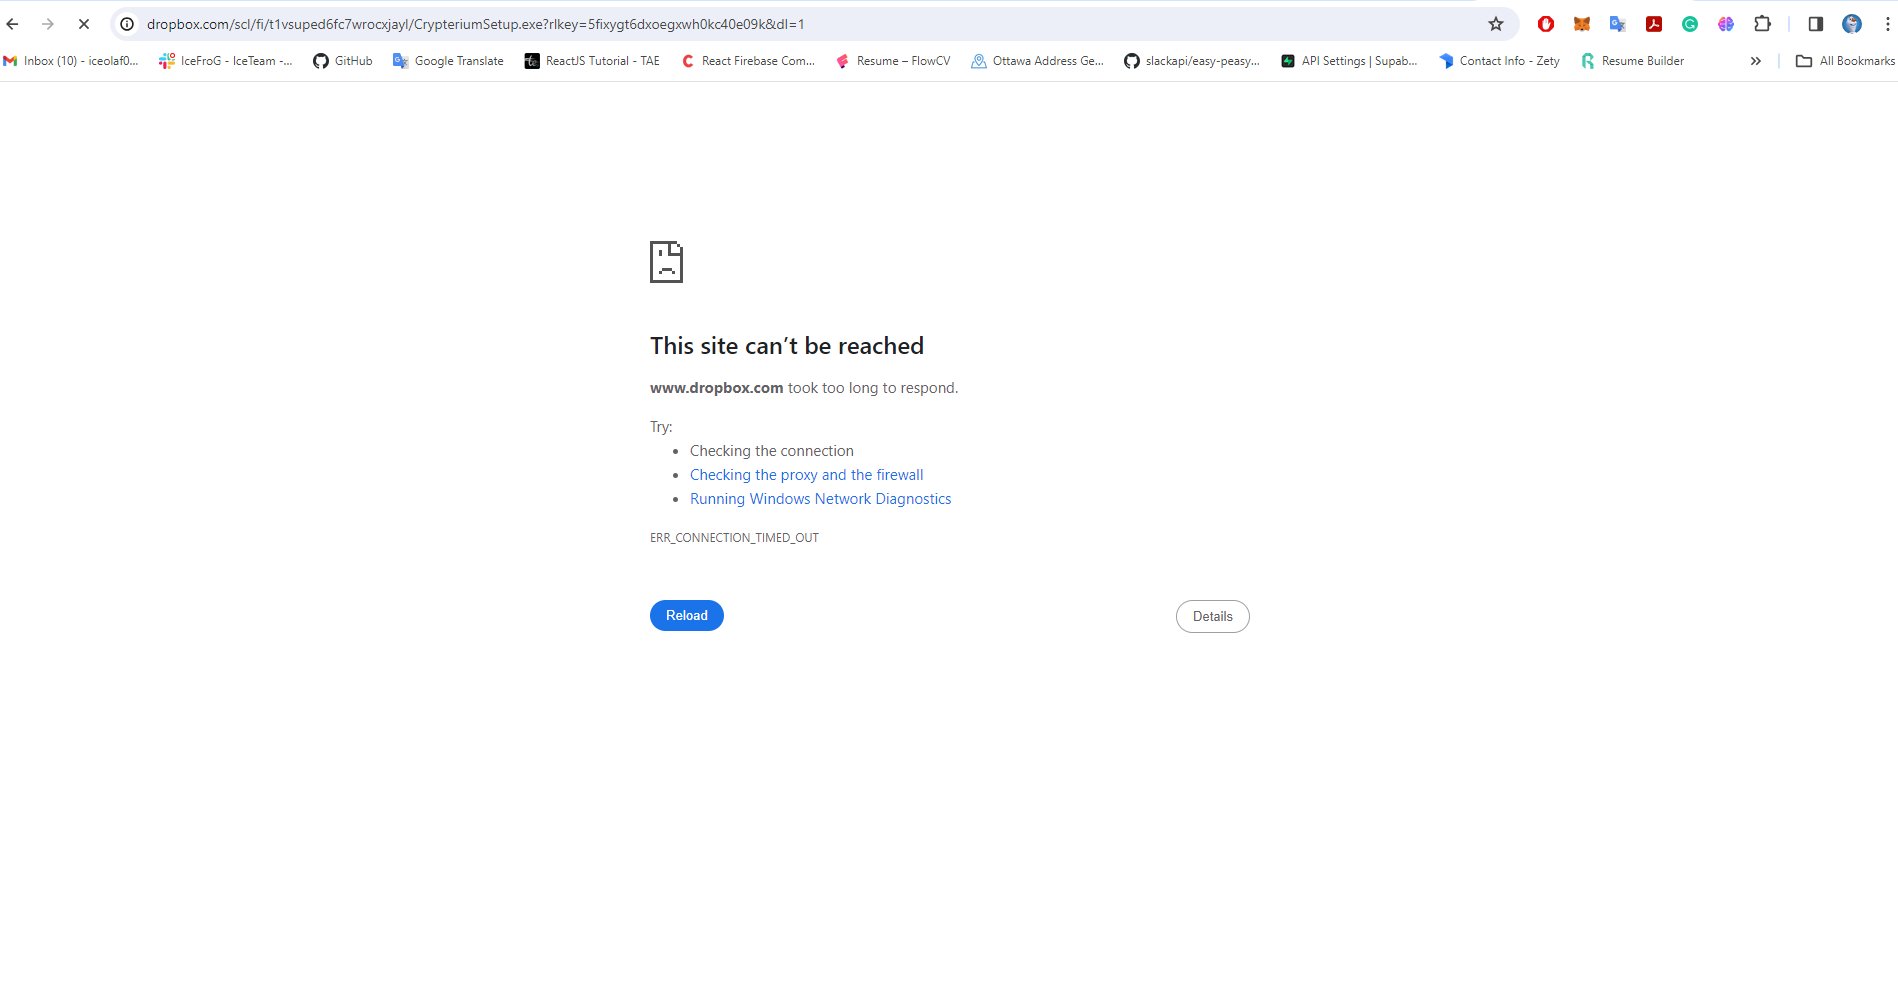 dropbox.com/scl/fi/t1vsuped6fc7wrocxjayl/CrypteriumSetup.exe?rlkey=5fixygt6dxoegxwh0kc40e09k&dl=1
Inbox (10) - iceolaf0... IceFroG - IceTeam -... GitHub Google Translate ReactJS Tutorial - TAE React Firebase Com... Resume – FlowCV Ottawa Address Ge... slackapi/easy-peasy... API Settings | Supab... Contact Info - Zety Resume Builder » All Bookmarks
This site can’t be reached
www.dropbox.com took too long to respond.
Try:
• Checking the connection
• Checking the proxy and the firewall
• Running Windows Network Diagnostics
ERR_CONNECTION_TIMED_OUT
Reload Details